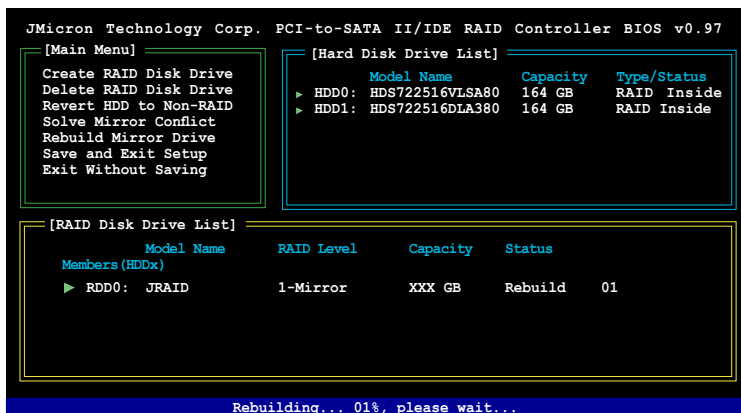 JMicron Technology Corp. PCI-to-SATA II/IDE RAID Controller BIOS v0.97
[Main Menu]
Create RAID Disk Drive
Delete RAID Disk Drive
Revert HDD to Non-RAID
Solve Mirror Conflict
Rebuild Mirror Drive
Save and Exit Setup
Exit Without Saving
[Hard Disk Drive List]
Model Name Capacity Type/Status
HDD0: HDS722516VLSA80 164 GB RAID Inside
HDD1: HDS722516DLA380 164 GB RAID Inside
[RAID Disk Drive List]
Model Name RAID Level Capacity Status
Members(HDDx)
RDD0: JRAID 1-Mirror XXX GB Rebuild 01
Rebuilding... 01%, please wait...